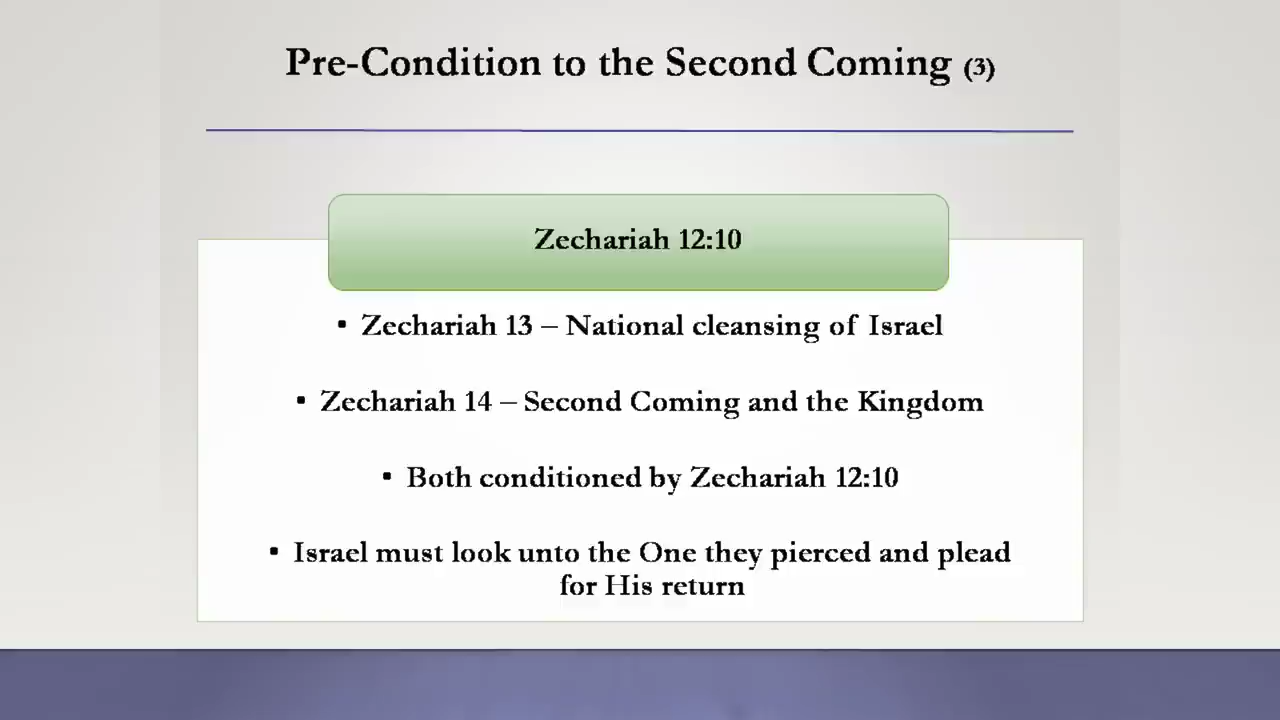 Pre-Condition to the Second Coming (3)
Zechariah 12:10
▪ Zechariah 13 – National cleansing of Israel
▪ Zechariah 14 – Second Coming and the Kingdom
▪ Both conditioned by Zechariah 12:10
▪ Israel must look unto the One they pierced and plead
for His return